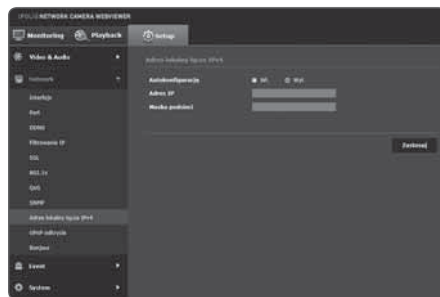 iPOLiS NETWORK CAMERA WEBVIEWER
Monitoring
Playback
Setup
Video & Audio
Network
Interfejs
Port
DDNS
Filtrowanie IP
SSL
802.1x
QoS
SNMP
Adres lokalny łącza IPv4
UPnP odkrycie
Bonjour
Event
System
Adres lokalny łącza IPv4
Autokonfiguracja
Wł.
Wył.
Adres IP
Maska podsieci
Zastosuj